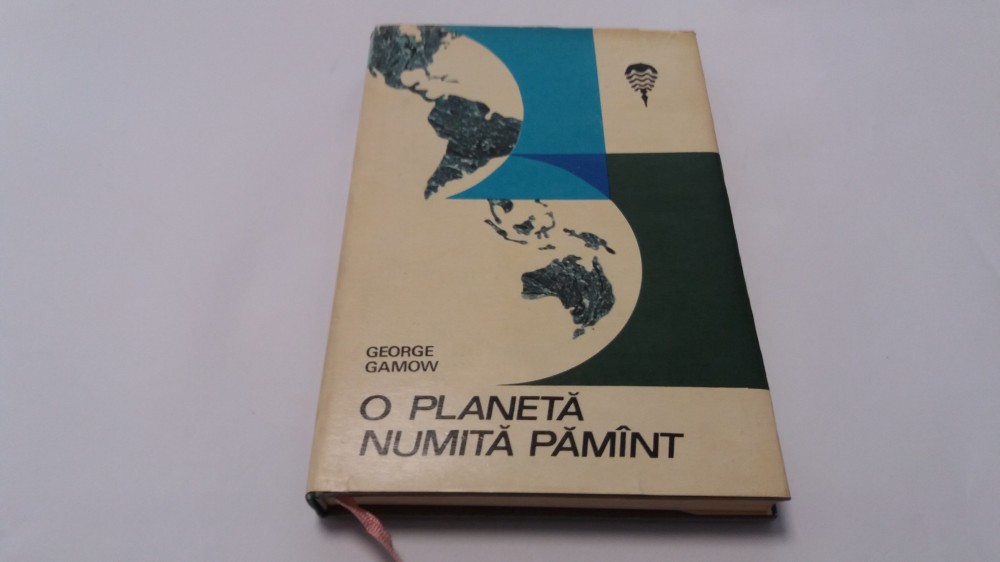 GEORGE
GAMOW
O PLANETĂ
NUMITĂ PĂMÎNT